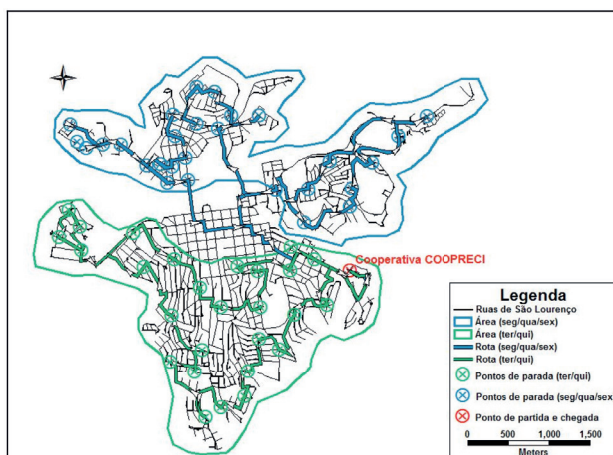 Cooperativa COOPRECI
Legenda
Ruas de São Lourenço
Área (seg/qua/sex)
Área (ter/qui)
Rota (seg/qua/sex)
Rota (ter/qui)
Pontos de parada (ter/qui)
Pontos de parada (seg/qua/sex)
Ponto de partida e chegada
0 500 1,000 1,500
Meters